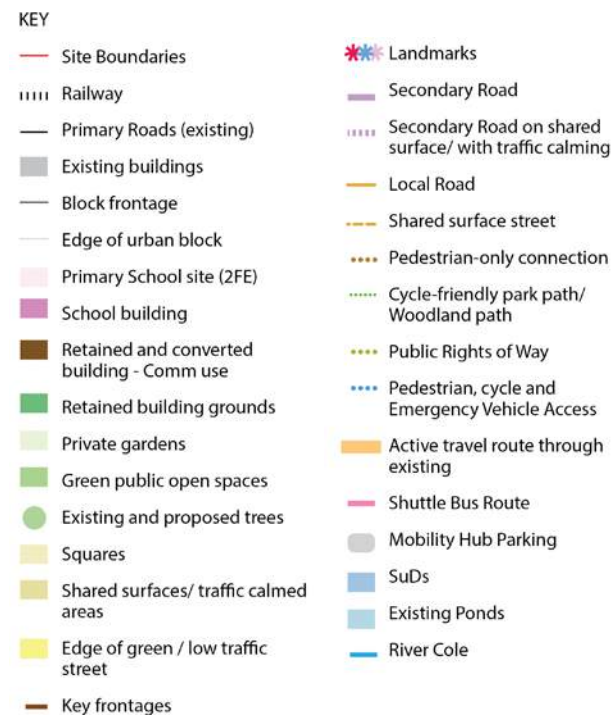 KEY
Site Boundaries
Railway
Primary Roads (existing)
Existing buildings
Block frontage
Edge of urban block
Primary School site (2FE)
School building
Retained and converted
building - Comm use
Retained building grounds
Private gardens
Green public open spaces
Existing and proposed trees
Squares
Shared surfaces/ traffic calmed
areas
Edge of green / low traffic
street
Key frontages
Landmarks
Secondary Road
Secondary Road on shared
surface/ with traffic calming
Local Road
Shared surface street
Pedestrian-only connection
Cycle-friendly park path/
Woodland path
Public Rights of Way
Pedestrian, cycle and
Emergency Vehicle Access
Active travel route through
existing
Shuttle Bus Route
Mobility Hub Parking
SuDs
Existing Ponds
River Cole